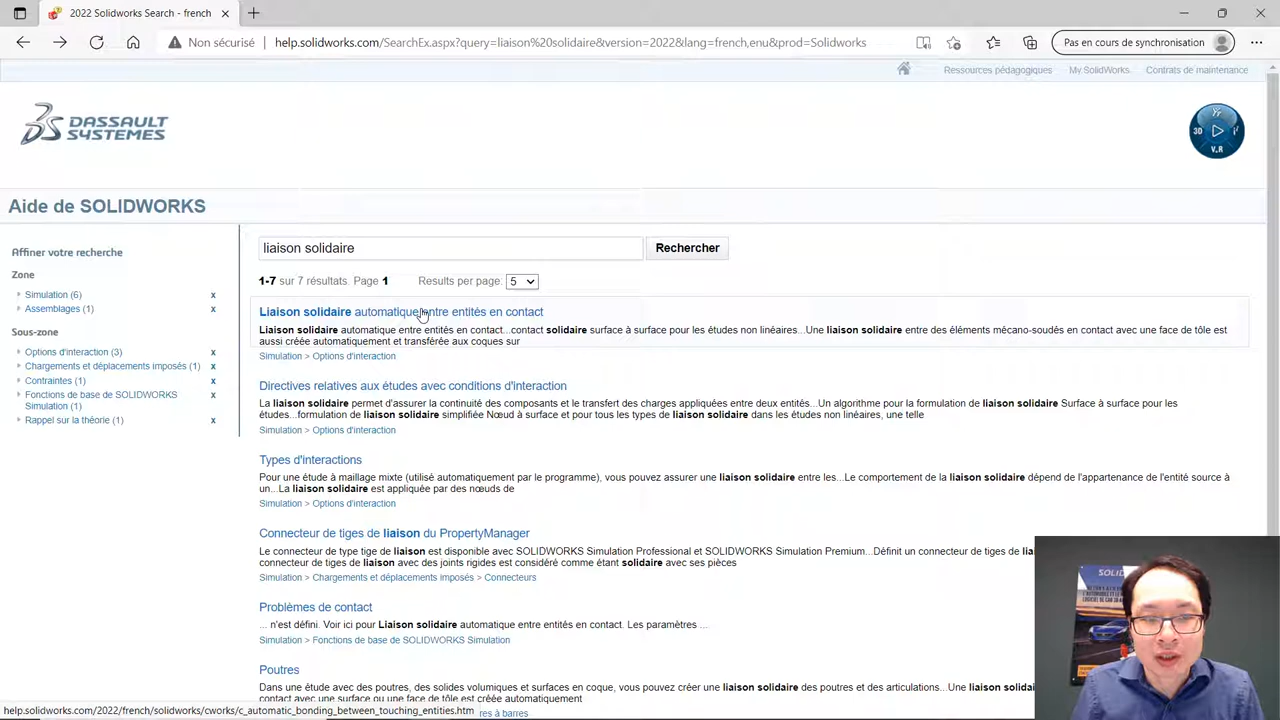 2022 Solidworks Search - french
Non sécurisé
help.solidworks.com/SearchEx.aspx?query=liaison%20solidaire&version=2022&lang=french,enu&prod=Solidworks
Pas en cours de synchronisation
Ressources pédagogiques
My SolidWorks
Contrats de maintenance
DASSAULT
SYSTEMES
3D
V.R
Aide de SOLIDWORKS
Affiner votre recherche
Zone
Simulation (6) x
Assemblages (1) x
Sous-zone
Options d'interaction (3) x
Chargements et déplacements imposés (1) x
Contraintes (1) x
Fonctions de base de SOLIDWORKS x
Simulation (1)
Rappel sur la théorie (1) x
liaison solidaire
Rechercher
1-7 sur 7 résultats. Page 1 Results per page: 5
Liaison solidaire automatique entre entités en contact
Liaison solidaire automatique entre entités en contact...contact solidaire surface à surface pour les études non linéaires...Une liaison solidaire entre des éléments mécano-soudés en contact avec une face de tôle est
aussi créée automatiquement et transférée aux coques sur
Simulation > Options d'interaction
Directives relatives aux études avec conditions d'interaction
La liaison solidaire permet d'assurer la continuité des composants et le transfert des charges appliquées entre deux entités...Un algorithme pour la formulation de liaison solidaire Surface à surface pour les
études...formulation de liaison solidaire simplifiée Nœud à surface et pour tous les types de liaison solidaire dans les études non linéaires, une telle
Simulation > Options d'interaction
Types d'interactions
Pour une étude à maillage mixte (utilisé automatiquement par le programme), vous pouvez assurer une liaison solidaire entre les...Le comportement de la liaison solidaire dépend de l'appartenance de l'entité source à
un...La liaison solidaire est appliquée par des nœuds de
Simulation > Options d'interaction
Connecteur de tiges de liaison du PropertyManager
Le connecteur de type tige de liaison est disponible avec SOLIDWORKS Simulation Professional et SOLIDWORKS Simulation Premium...Définit un connecteur de tiges de
connecteur de tiges de liaison avec des joints rigides est considéré comme étant solidaire avec ses pièces
Simulation > Chargements et déplacements imposés > Connecteurs
Problèmes de contact
... n'est défini. Voir ici pour Liaison solidaire automatique entre entités en contact. Les paramètres ...
Simulation > Fonctions de base de SOLIDWORKS Simulation
Poutres
Dans une étude avec des poutres, des solides volumiques et surfaces en coque, vous pouvez créer une liaison solidaire des poutres et des articulations...Une
contact avec une surface ou une face de tôle est créée automatiquement
à barres
help.solidworks.com/2022/french/solidworks/cworks/c_automatic_bonding_between_touching_entities.htm